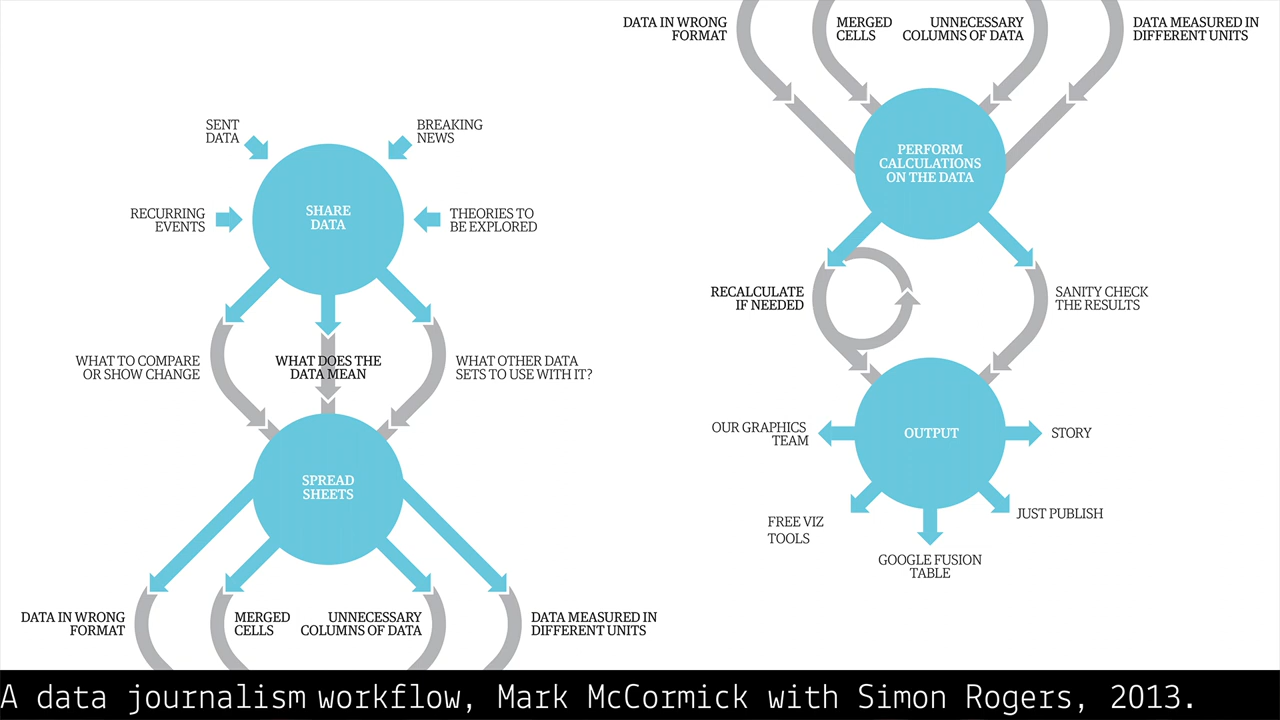 SENT
DATA
BREAKING
NEWS
RECURRING
EVENTS
SHARE
DATA
THEORIES TO
BE EXPLORED
WHAT TO COMPARE
OR SHOW CHANGE
WHAT DOES THE
DATA MEAN
WHAT OTHER DATA
SETS TO USE WITH IT?
SPREAD
SHEETS
DATA IN WRONG
FORMAT
MERGED
CELLS
UNNECESSARY
COLUMNS OF DATA
DATA MEASURED IN
DIFFERENT UNITS
DATA IN WRONG
FORMAT
MERGED
CELLS
UNNECESSARY
COLUMNS OF DATA
DATA MEASURED IN
DIFFERENT UNITS
PERFORM
CALCULATIONS
ON THE DATA
RECALCULATE
IF NEEDED
SANITY CHECK
THE RESULTS
OUR GRAPHICS
TEAM
OUTPUT
STORY
FREE VIZ
TOOLS
JUST PUBLISH
GOOGLE FUSION
TABLE
A data journalism workflow, Mark McCormick with Simon Rogers, 2013.